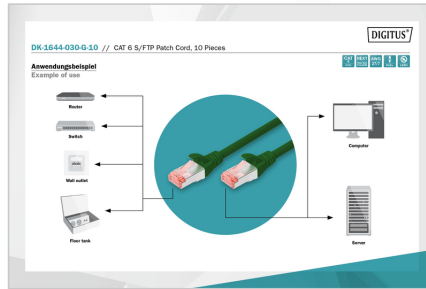 DIGITUS®
DK-1644-030-G-10 // CAT 6 S/FTP Patch Cord, 10 Pieces
Anwendungsbeispiel
Example of use
Router
Switch
Wall outlet
Floor tank
Computer
Server